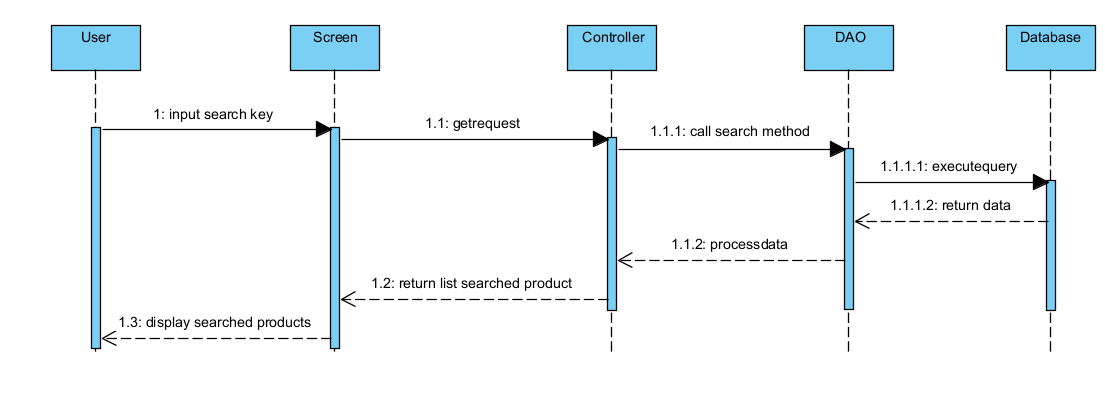 User
Screen
Controller
DAO
Database
1: input search key
1.1: getrequest
1.1.1: call search method
1.1.1.1: executequery
1.1.1.2: return data
1.1.2: processdata
1.2: return list searched product
1.3: display searched products